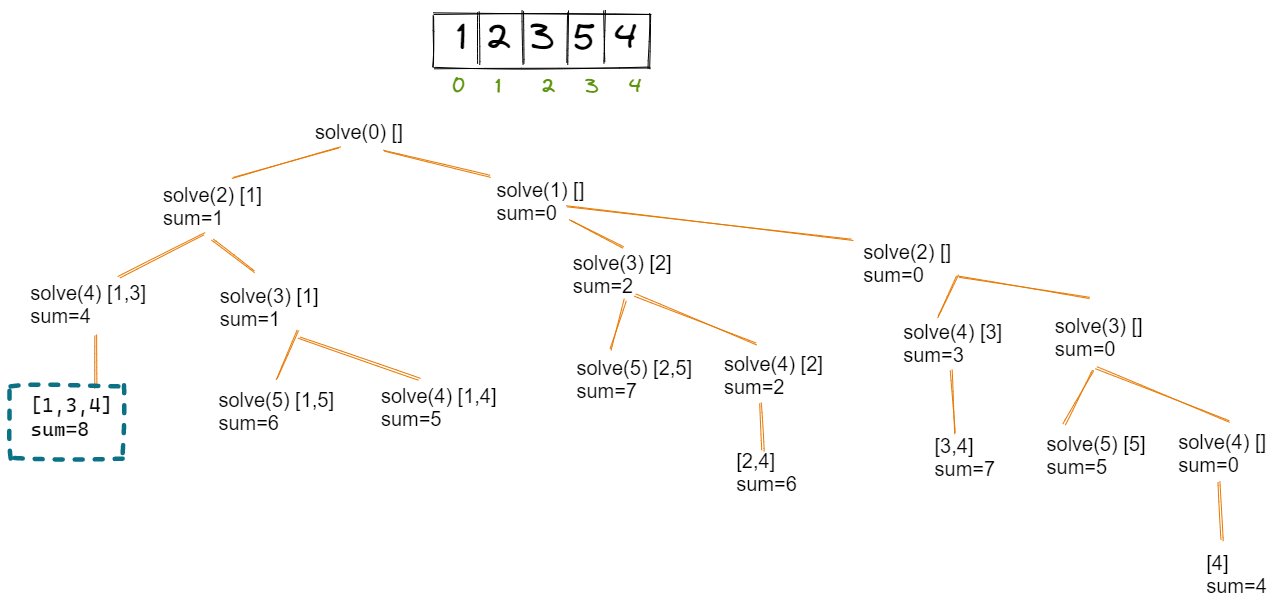 1 2 3 5 4
0 1 2 3 4
solve(0) []
solve(2) [1]
sum=1
solve(1) []
sum=0
solve(3) [2]
sum=2
solve(2) []
sum=0
solve(4) [1,3]
sum=4
solve(3) [1]
sum=1
solve(4) [3]
sum=3
solve(3) []
sum=0
solve(5) [2,5]
sum=7
solve(4) [2]
sum=2
[1,3,4]
sum=8
solve(5) [1,5]
sum=6
solve(4) [1,4]
sum=5
[2,4]
sum=6
[3,4]
sum=7
solve(5) [5]
sum=5
solve(4) []
sum=0
[4]
sum=4